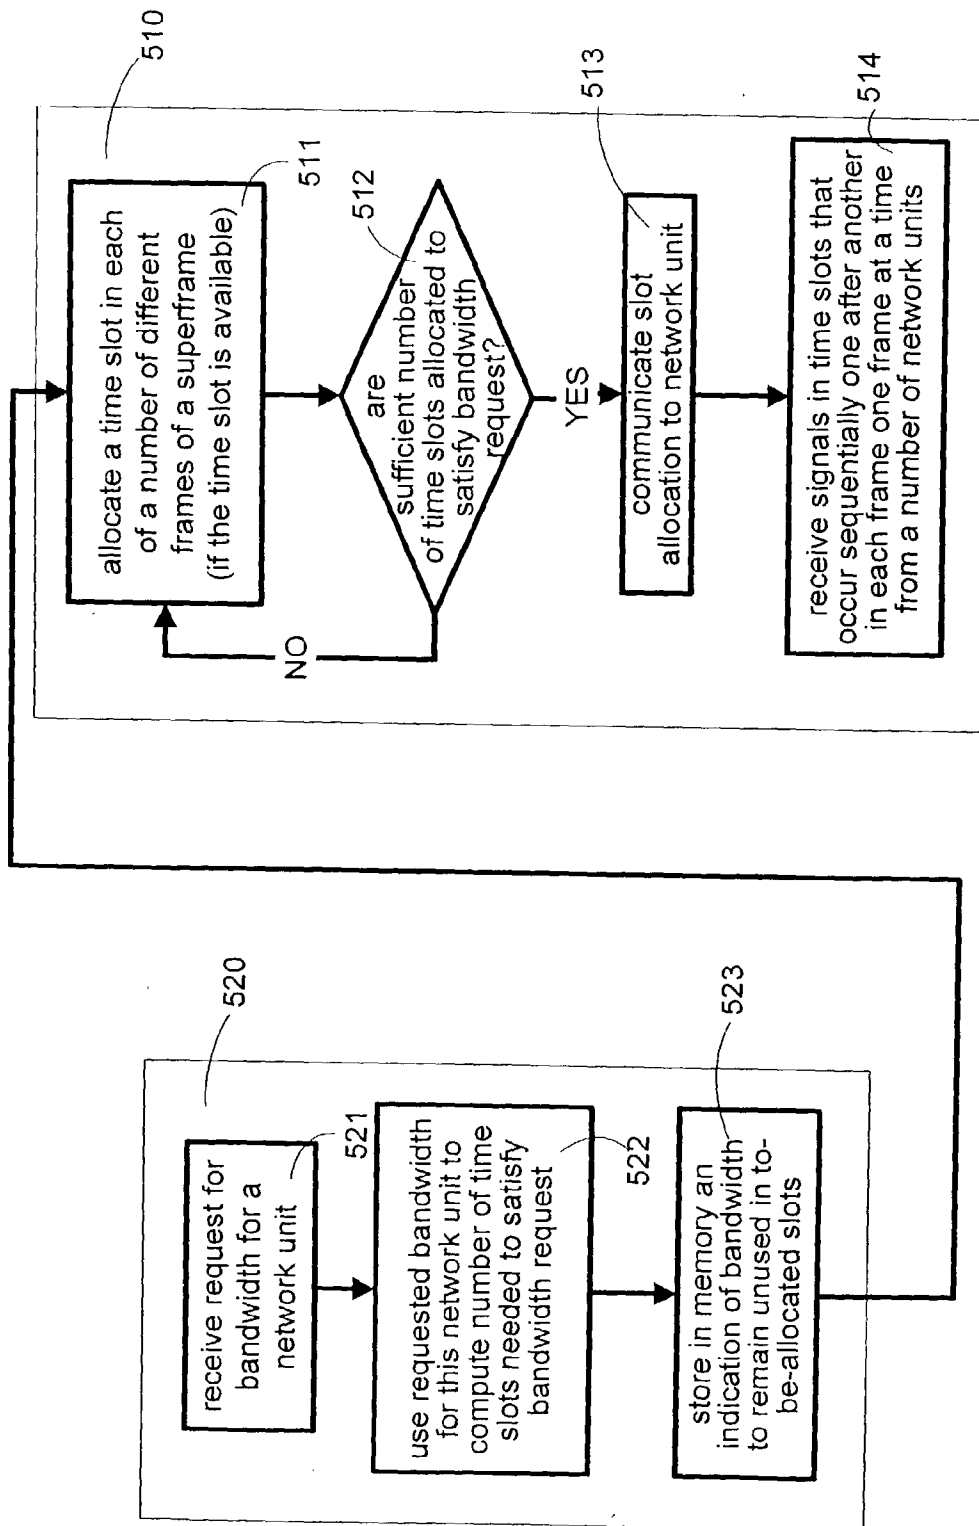 520
receive request for
bandwidth for a
network unit
521
use requested bandwidth
for this network unit to
compute number of time
slots needed to satisfy
bandwidth request
522
store in memory an
indication of bandwidth
to remain unused in to-
be-allocated slots
523
510
allocate a time slot in each
of a number of different
frames of a superframe
(if the time slot is available)
511
are
sufficient number
of time slots allocated to
satisfy bandwidth
request?
512
NO
YES
communicate slot
allocation to network unit
513
receive signals in time slots that
occur sequentially one after another
in each frame one frame at a time
from a number of network units
514